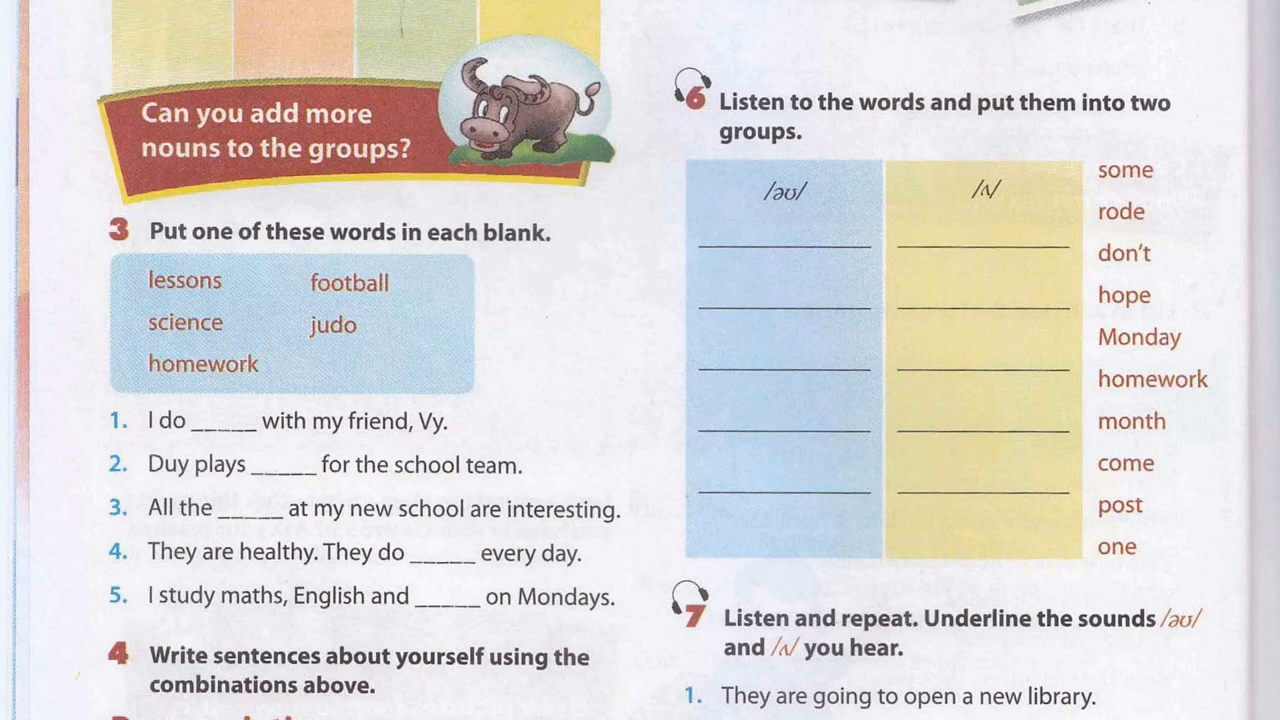 Can you add more
nouns to the groups?
3 Put one of these words in each blank.
lessons football
science judo
homework
1. I do _____ with my friend, Vy.
2. Duy plays _____ for the school team.
3. All the _____ at my new school are interesting.
4. They are healthy. They do _____ every day.
5. I study maths, English and _____ on Mondays.
4 Write sentences about yourself using the
combinations above.
6 Listen to the words and put them into two
groups.
/əʊ/ /ʌ/
some
rode
don't
hope
Monday
homework
month
come
post
one
7 Listen and repeat. Underline the sounds /əʊ/
and /ʌ/ you hear.
1. They are going to open a new library.